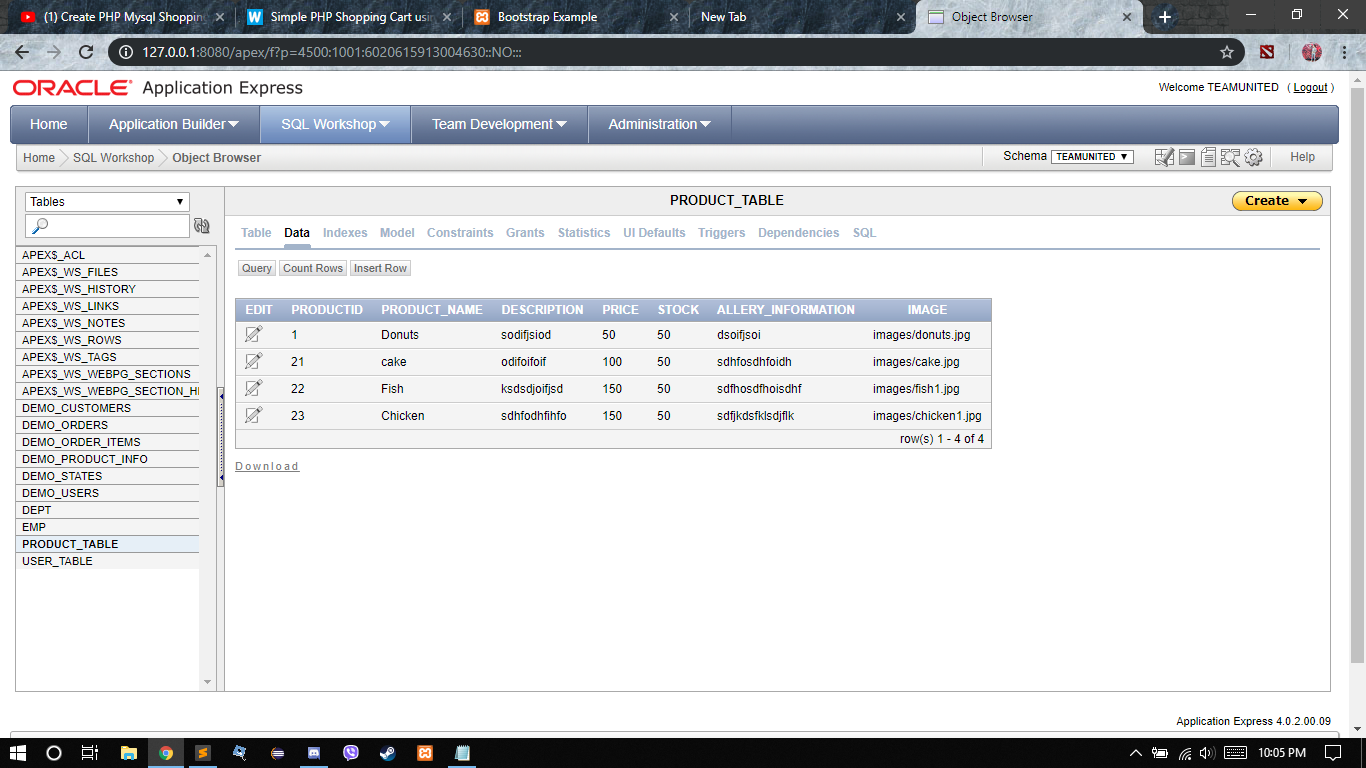 (1) Create PHP Mysql Shopping
Simple PHP Shopping Cart usin
Bootstrap Example
New Tab
Object Browser
127.0.0.1:8080/apex/f?p=4500:1001:6020615913004630::NO:::
ORACLE Application Express
Welcome TEAMUNITED ( Logout )
Home Application Builder SQL Workshop Team Development Administration
Home SQL Workshop Object Browser
Schema TEAMUNITED Help
Tables
PRODUCT_TABLE
Create
Table Data Indexes Model Constraints Grants Statistics UI Defaults Triggers Dependencies SQL
Query Count Rows Insert Row
APEX$_ACL
APEX$_WS_FILES
APEX$_WS_HISTORY
APEX$_WS_LINKS
APEX$_WS_NOTES
APEX$_WS_ROWS
APEX$_WS_TAGS
APEX$_WS_WEBPG_SECTIONS
APEX$_WS_WEBPG_SECTION_HI
DEMO_CUSTOMERS
DEMO_ORDERS
DEMO_ORDER_ITEMS
DEMO_PRODUCT_INFO
DEMO_STATES
DEMO_USERS
DEPT
EMP
PRODUCT_TABLE
USER_TABLE
EDIT PRODUCTID PRODUCT_NAME DESCRIPTION PRICE STOCK ALLERY_INFORMATION IMAGE
1 Donuts sodifjsiod 50 50 dsoifjsoi images/donuts.jpg
21 cake odifoifoif 100 50 sdhfosdhfoidh images/cake.jpg
22 Fish ksdsdjoifjsd 150 50 sdfhosdfhoisdhf images/fish1.jpg
23 Chicken sdhfodhfihfo 150 50 sdfjkdsfklsdjflk images/chicken1.jpg
row(s) 1 - 4 of 4
Download
Application Express 4.0.2.00.09
10:05 PM